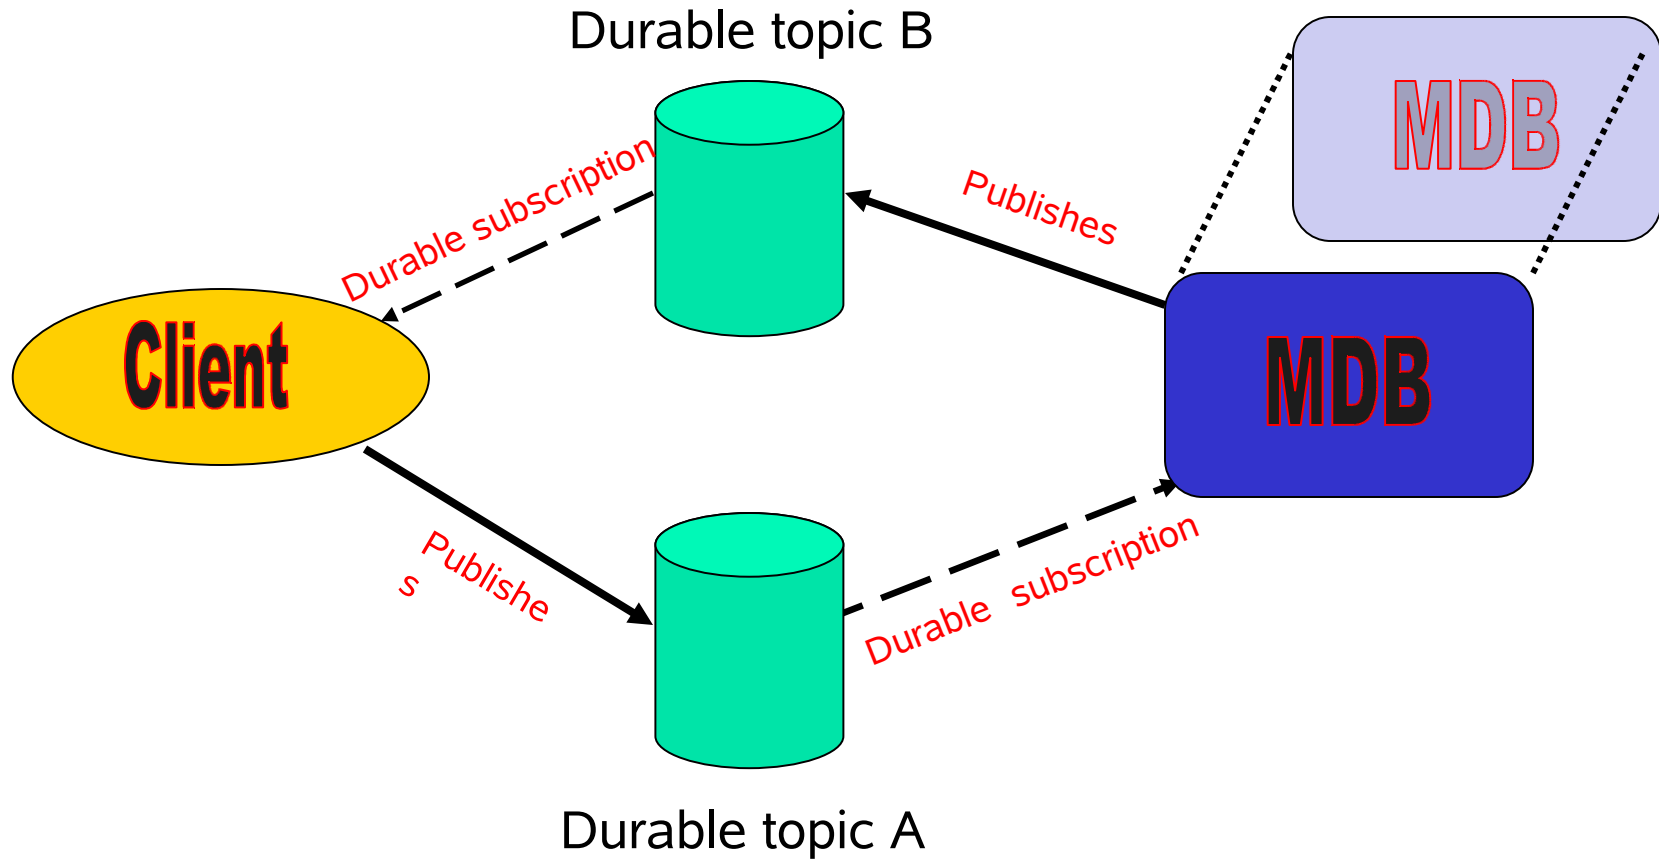 Durable topic B
MDB
Durable subscription
Publishes
Client
MDB
Publishe
s
Durable subscription
Durable topic A